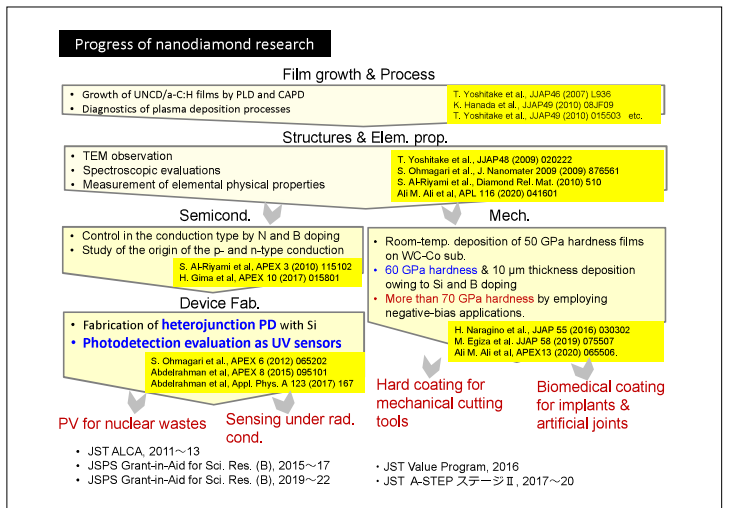 Progress of nanodiamond research
Film growth & Process
• Growth of UNCD/a-C:H films by PLD and CAPD
• Diagnostics of plasma deposition processes
T. Yoshitake et al., JJAP46 (2007) L936
K. Hanada et al., JJAP49 (2010) 08JF09
T. Yoshitake et al., JJAP49 (2010) 015503 etc.
Structures & Elem. prop.
• TEM observation
• Spectroscopic evaluations
• Measurement of elemental physical properties
T. Yoshitake et al., JJAP48 (2009) 020222
S. Ohmagari et al., J. Nanomater 2009 (2009) 876561
S. Al-Riyami et al., Diamond Rel. Mat. (2010) 510
Ali M. Ali et al, APL 116 (2020) 041601
Semicond.
• Control in the conduction type by N and B doping
• Study of the origin of the p- and n-type conduction
S. Al-Riyami et al, APEX 3 (2010) 115102
H. Gima et al, APEX 10 (2017) 015801
Device Fab.
• Fabrication of heterojunction PD with Si
• Photodetection evaluation as UV sensors
S. Ohmagari et al., APEX 6 (2012) 065202
Abdelrahman et al, APEX 8 (2015) 095101
Abdelrahman et al, Appl. Phys. A 123 (2017) 167
PV for nuclear wastes
Sensing under rad.
cond.
• JST ALCA, 2011~13
• JSPS Grant-in-Aid for Sci. Res. (B), 2015~17
• JSPS Grant-in-Aid for Sci. Res. (B), 2019~22
Mech.
• Room-temp. deposition of 50 GPa hardness films
on WC-Co sub.
• 60 GPa hardness & 10 μm thickness deposition
owing to Si and B doping
• More than 70 GPa hardness by employing
negative-bias applications.
H. Naragino et al., JJAP 55 (2016) 030302
M. Egiza et al., JJAP 58 (2019) 075507
Ali M. Ali et al, APEX13 (2020) 065506.
Hard coating for
mechanical cutting
tools
Biomedical coating
for implants &
artificial joints
・JST Value Program, 2016
・JST A-STEP ステージⅡ, 2017~20